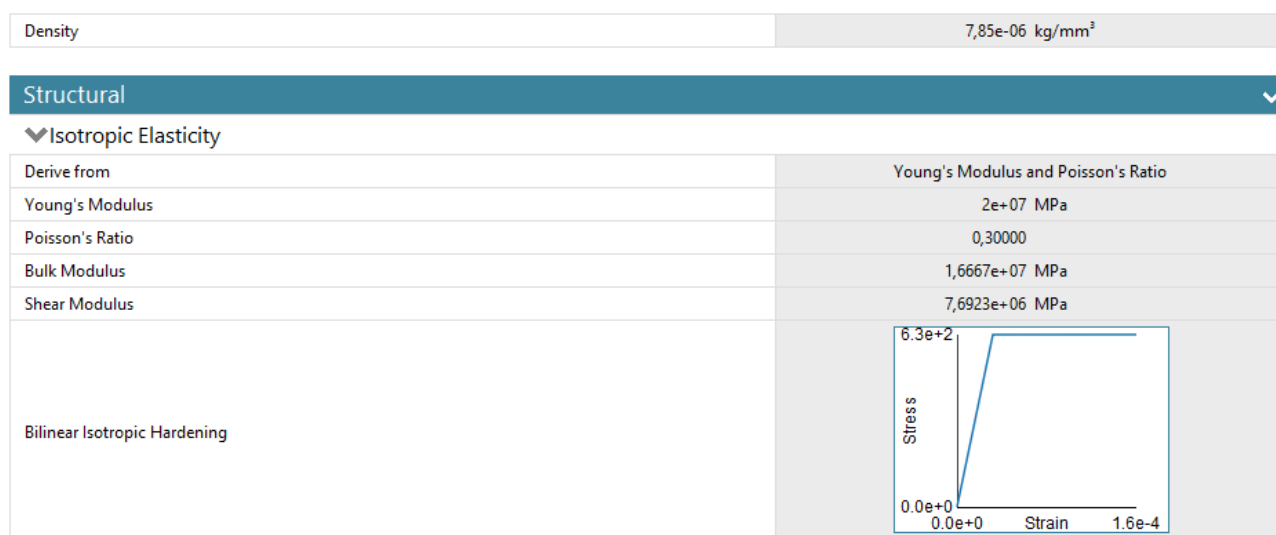 Density 7,85e-06 kg/mm³
Structural
Isotropic Elasticity
Derive from Young's Modulus and Poisson's Ratio
Young's Modulus 2e+07 MPa
Poisson's Ratio 0,30000
Bulk Modulus 1,6667e+07 MPa
Shear Modulus 7,6923e+06 MPa
Bilinear Isotropic Hardening
6.3e+2
Stress
0.0e+0
0.0e+0 Strain 1.6e-4